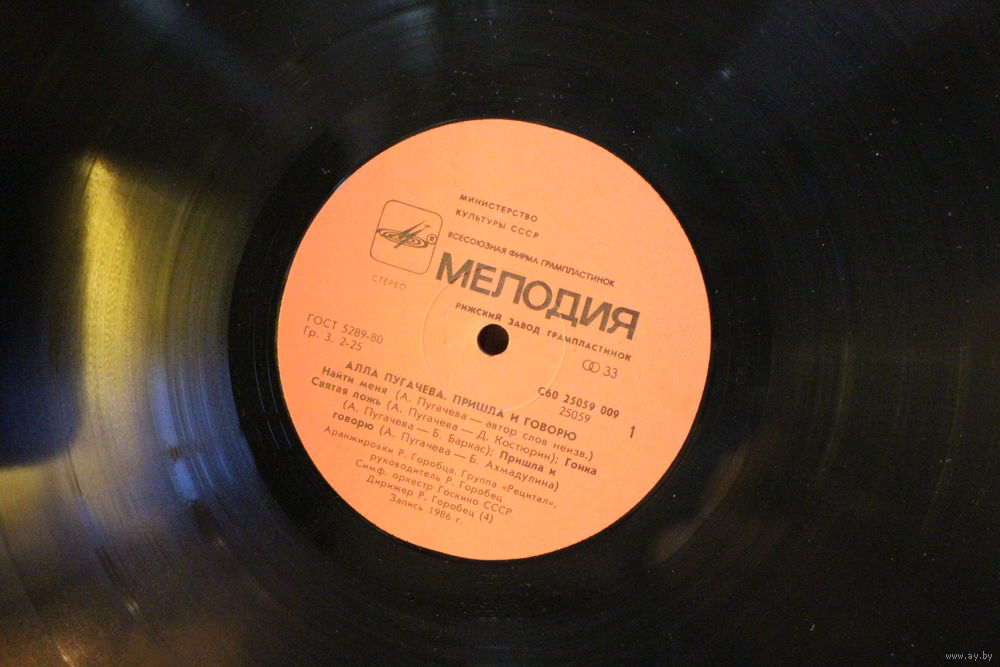 МИНИСТЕРСТВО
КУЛЬТУРЫ СССР
ВСЕСОЮЗНАЯ ФИРМА ГРАМПЛАСТИНОК
МЕЛОДИЯ
РИЖСКИЙ ЗАВОД ГРАМПЛАСТИНОК
СТЕРЕО
33
ГОСТ 5289-80
Гр. 3. 2-25
С60 25059 009
25059
1
АЛЛА ПУГАЧЕВА. ПРИШЛА И ГОВОРЮ
Найти меня (А. Пугачева — автор слов неизв.)
Святая ложь (А. Пугачева — Д. Костюрин); Гонка
(А. Пугачева — Б. Баркас); Пришла и
говорю (А. Пугачева — Б. Ахмадулина)
Аранжировки Р. Горобца. Группа «Рецитал»,
руководитель Р. Горобец
Симф. оркестр Госкино СССР
Дирижер Р. Горобец (4)
Запись 1986 г.
www.ay.by